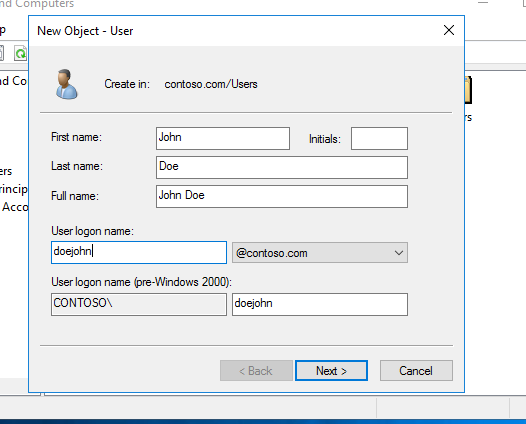 nd Computers
p
New Object - User
Create in: contoso.com/Users
nd Co
First name: John Initials:
Last name: Doe
Full name: John Doe
ers
rincip
Acco
rs
User logon name:
doejohn @contoso.com
User logon name (pre-Windows 2000):
CONTOSO\ doejohn
< Back Next > Cancel